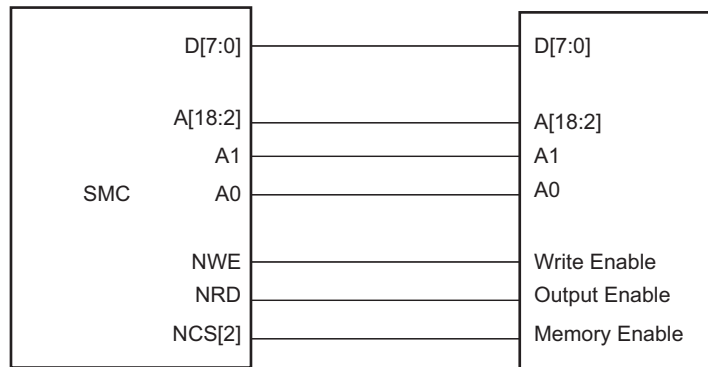 D[7:0] D[7:0]
A[18:2] A[18:2]
A1 A1
SMC A0 A0
NWE Write Enable
NRD Output Enable
NCS[2] Memory Enable